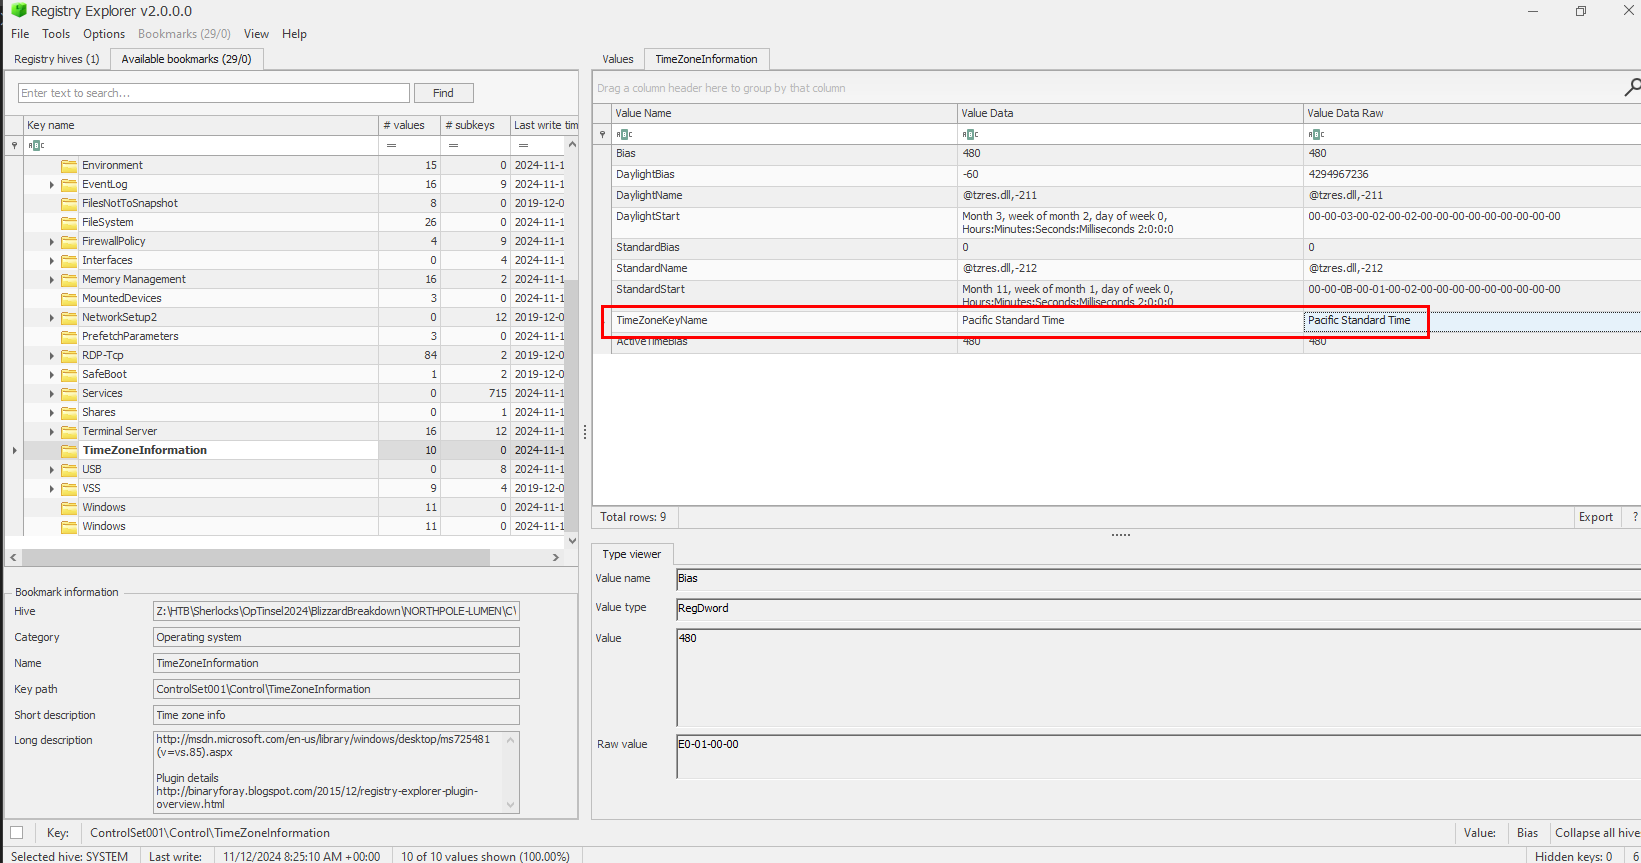 Registry Explorer v2.0.0.0
File Tools Options Bookmarks (29/0) View Help
Registry hives (1) Available bookmarks (29/0)
Enter text to search... Find
Key name # values # subkeys Last write tim
= = =
Environment 15 0 2024-11-1
EventLog 16 9 2024-11-1
FilesNotToSnapshot 8 0 2019-12-0
FileSystem 26 0 2024-11-1
FirewallPolicy 4 9 2024-11-1
Interfaces 0 4 2024-11-1
Memory Management 16 2 2024-11-1
MountedDevices 3 0 2024-11-1
NetworkSetup2 0 12 2019-12-0
PrefetchParameters 3 0 2024-11-1
RDP-Tcp 84 2 2019-12-0
SafeBoot 1 2 2019-12-0
Services 0 715 2024-11-1
Shares 0 1 2024-11-1
Terminal Server 16 12 2024-11-1
TimeZoneInformation 10 0 2024-11-1
USB 0 8 2024-11-1
VSS 9 4 2019-12-0
Windows 11 0 2024-11-1
Windows 11 0 2024-11-1
Bookmark information
Hive Z:\HTB\Sherlocks\OpTinsel2024\BlizzardBreakdown\NORTHPOLE-LUMEN\C\
Category Operating system
Name TimeZoneInformation
Key path ControlSet001\Control\TimeZoneInformation
Short description Time zone info
Long description http://msdn.microsoft.com/en-us/library/windows/desktop/ms725481
(v=vs.85).aspx
Plugin details
http://binaryforay.blogspot.com/2015/12/registry-explorer-plugin-
overview.html
Values TimeZoneInformation
Drag a column header here to group by that column
Value Name Value Data Value Data Raw
Bias 480 480
DaylightBias -60 4294967236
DaylightName @tzres.dll,-211 @tzres.dll,-211
DaylightStart Month 3, week of month 2, day of week 0, 00-00-03-00-02-00-02-00-00-00-00-00-00-00-00-00
Hours:Minutes:Seconds:Milliseconds 2:0:0:0
StandardBias 0 0
StandardName @tzres.dll,-212 @tzres.dll,-212
StandardStart Month 11, week of month 1, day of week 0, 00-00-0B-00-01-00-02-00-00-00-00-00-00-00-00-00
Hours:Minutes:Seconds:Milliseconds 2:0:0:0
TimeZoneKeyName Pacific Standard Time Pacific Standard Time
ActiveTimeBias 480 480
Total rows: 9 Export ?
Type viewer
Value name Bias
Value type RegDword
Value 480
Raw value E0-01-00-00
Key: ControlSet001\Control\TimeZoneInformation Value: Bias Collapse all hive
Selected hive: SYSTEM Last write: 11/12/2024 8:25:10 AM +00:00 10 of 10 values shown (100.00%) Hidden keys: 0 6